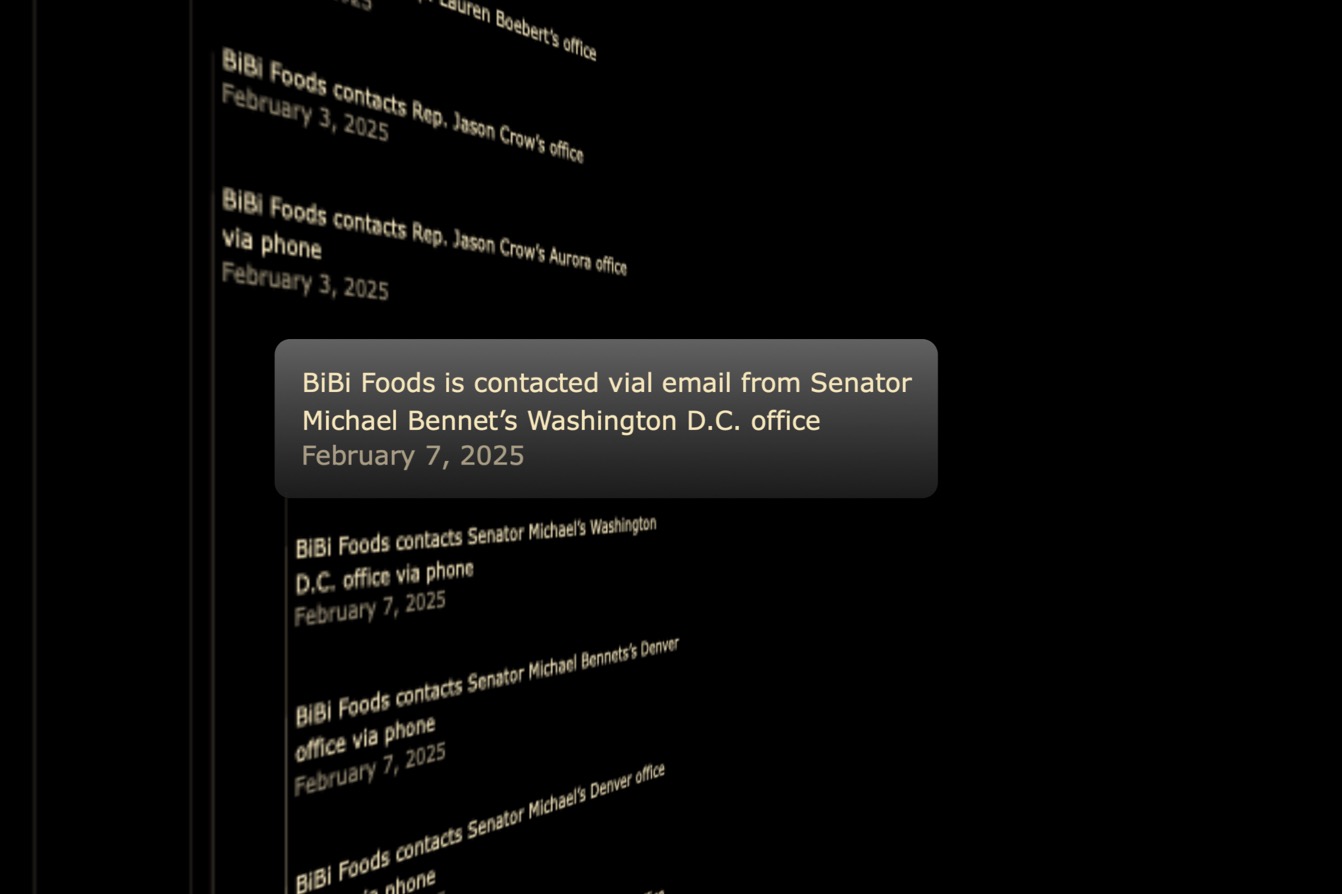 2025
Lauren Boebert’s office
BiBi Foods contacts Rep. Jason Crow’s office
February 3, 2025
BiBi Foods contacts Rep. Jason Crow’s Aurora office
via phone
February 3, 2025
BiBi Foods is contacted vial email from Senator
Michael Bennet’s Washington D.C. office
February 7, 2025
BiBi Foods contacts Senator Michael’s Washington
D.C. office via phone
February 7, 2025
BiBi Foods contacts Senator Michael Bennets’s Denver
office via phone
February 7, 2025
BiBi Foods contacts Senator Michael’s Denver office
via phone